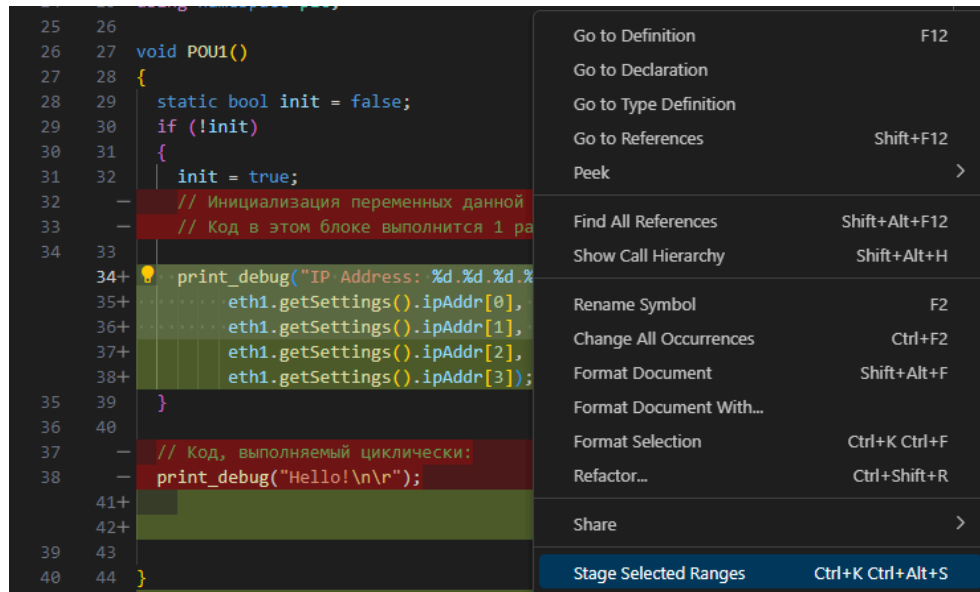 25 26
26 27 void POU1()
27 28 {
28 29 static bool init = false;
29 30 if (!init)
30 31 {
31 32 init = true;
32 — // Инициализация переменных данной
33 — // Код в этом блоке выполнится 1 ра
34 33
34+ print_debug("IP Address: %d.%d.%d.%
35+ eth1.getSettings().ipAddr[0],
36+ eth1.getSettings().ipAddr[1],
37+ eth1.getSettings().ipAddr[2],
38+ eth1.getSettings().ipAddr[3]);
35 39 }
36 40
37 — // Код, выполняемый циклически:
38 — print_debug("Hello!\n\r");
41+
42+
39 43
40 44 }
Go to Definition F12
Go to Declaration
Go to Type Definition
Go to References Shift+F12
Peek
Find All References Shift+Alt+F12
Show Call Hierarchy Shift+Alt+H
Rename Symbol F2
Change All Occurrences Ctrl+F2
Format Document Shift+Alt+F
Format Document With...
Format Selection Ctrl+K Ctrl+F
Refactor... Ctrl+Shift+R
Share
Stage Selected Ranges Ctrl+K Ctrl+Alt+S